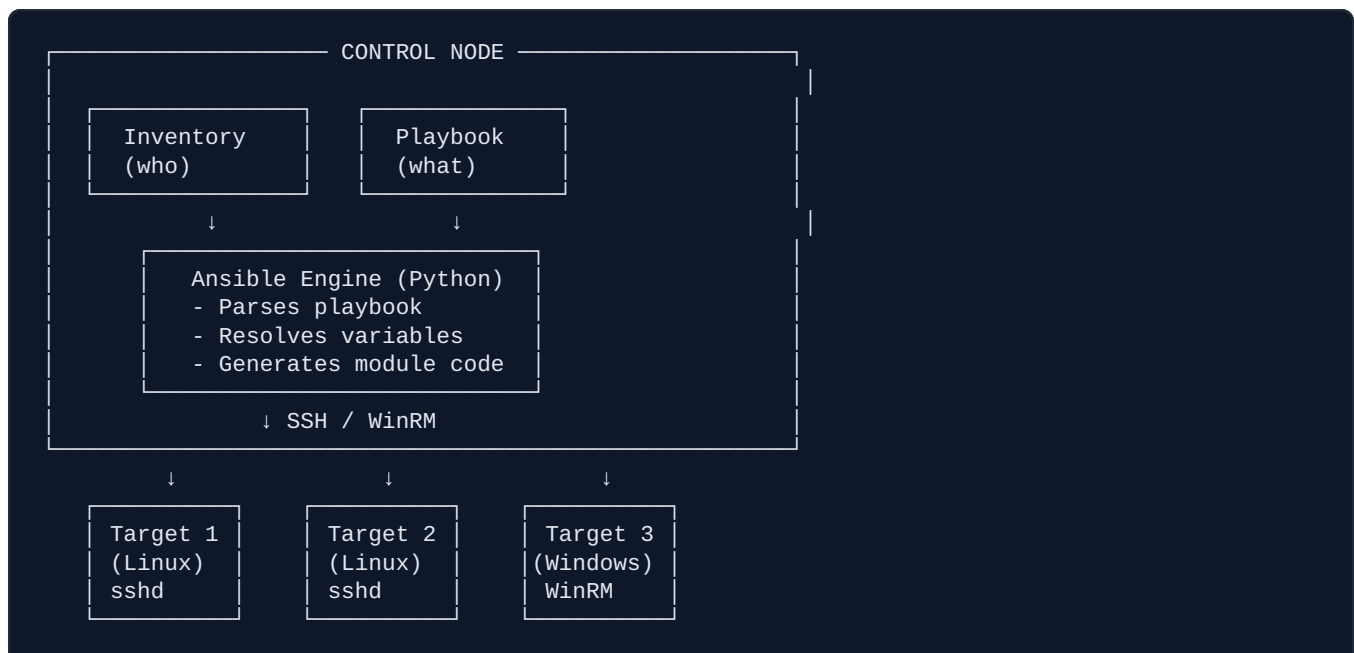 CONTROL NODE
Inventory Playbook
(who) (what)
↓ ↓
Ansible Engine (Python)
- Parses playbook
- Resolves variables
- Generates module code
↓ SSH / WinRM
↓ ↓ ↓
Target 1 Target 2 Target 3
(Linux) (Linux) (Windows)
sshd sshd WinRM